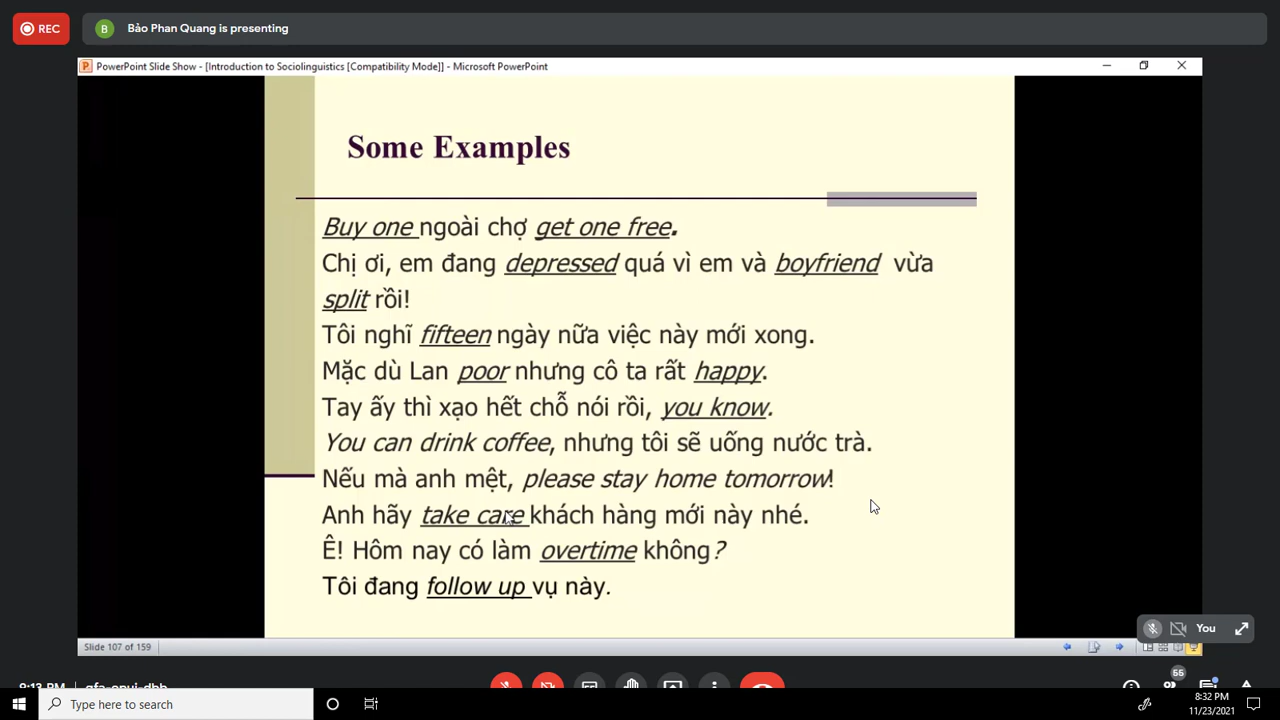 REC
B
Bảo Phan Quang is presenting
PowerPoint Slide Show - [Introduction to Sociolinguistics [Compatibility Mode]] - Microsoft PowerPoint
Some Examples
Buy one ngoài chợ get one free.
Chị ơi, em đang depressed quá vì em và boyfriend vừa
split rồi!
Tôi nghĩ fifteen ngày nữa việc này mới xong.
Mặc dù Lan poor nhưng cô ta rất happy.
Tay ấy thì xạo hết chỗ nói rồi, you know.
You can drink coffee, nhưng tôi sẽ uống nước trà.
Nếu mà anh mệt, please stay home tomorrow!
Anh hãy take care khách hàng mới này nhé.
Ê! Hôm nay có làm overtime không?
Tôi đang follow up vụ này.
You
Slide 107 of 159
55
Type here to search
8:32 PM
11/23/2021